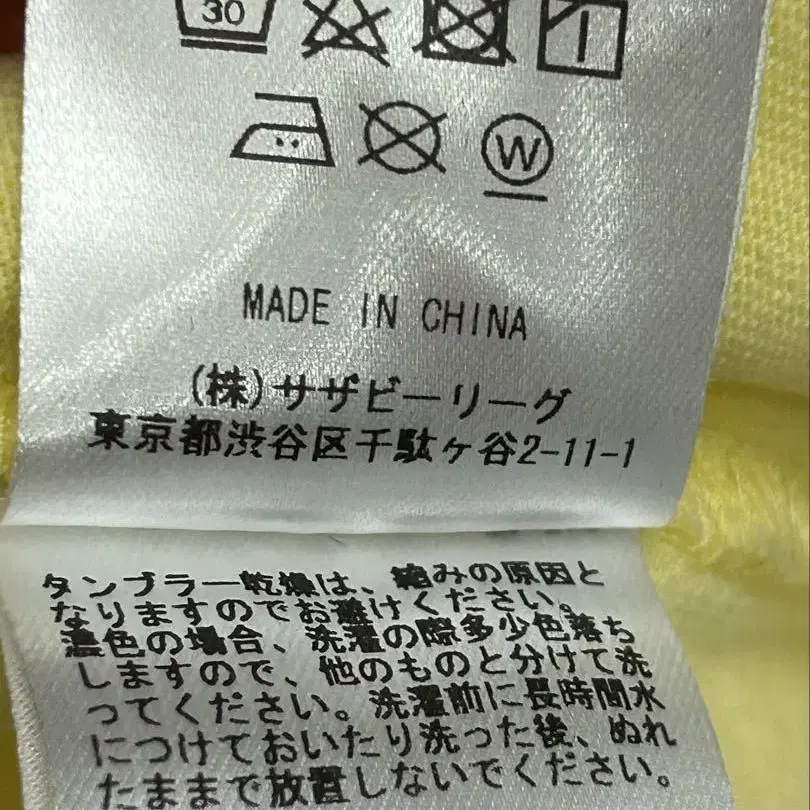 30
W
MADE IN CHINA
(株)サザビーリーグ
東京都渋谷区千駄ヶ谷2-11-1
タンブラー乾燥は、縮みの原因と
なりますのでお避けください。
濃色の場合、洗濯の際多少色落ち
しますので、他のものと分けて洗
ってください。洗濯前に長時間水
につけておいたり洗った後、ぬれ
たままで放置しないでください。